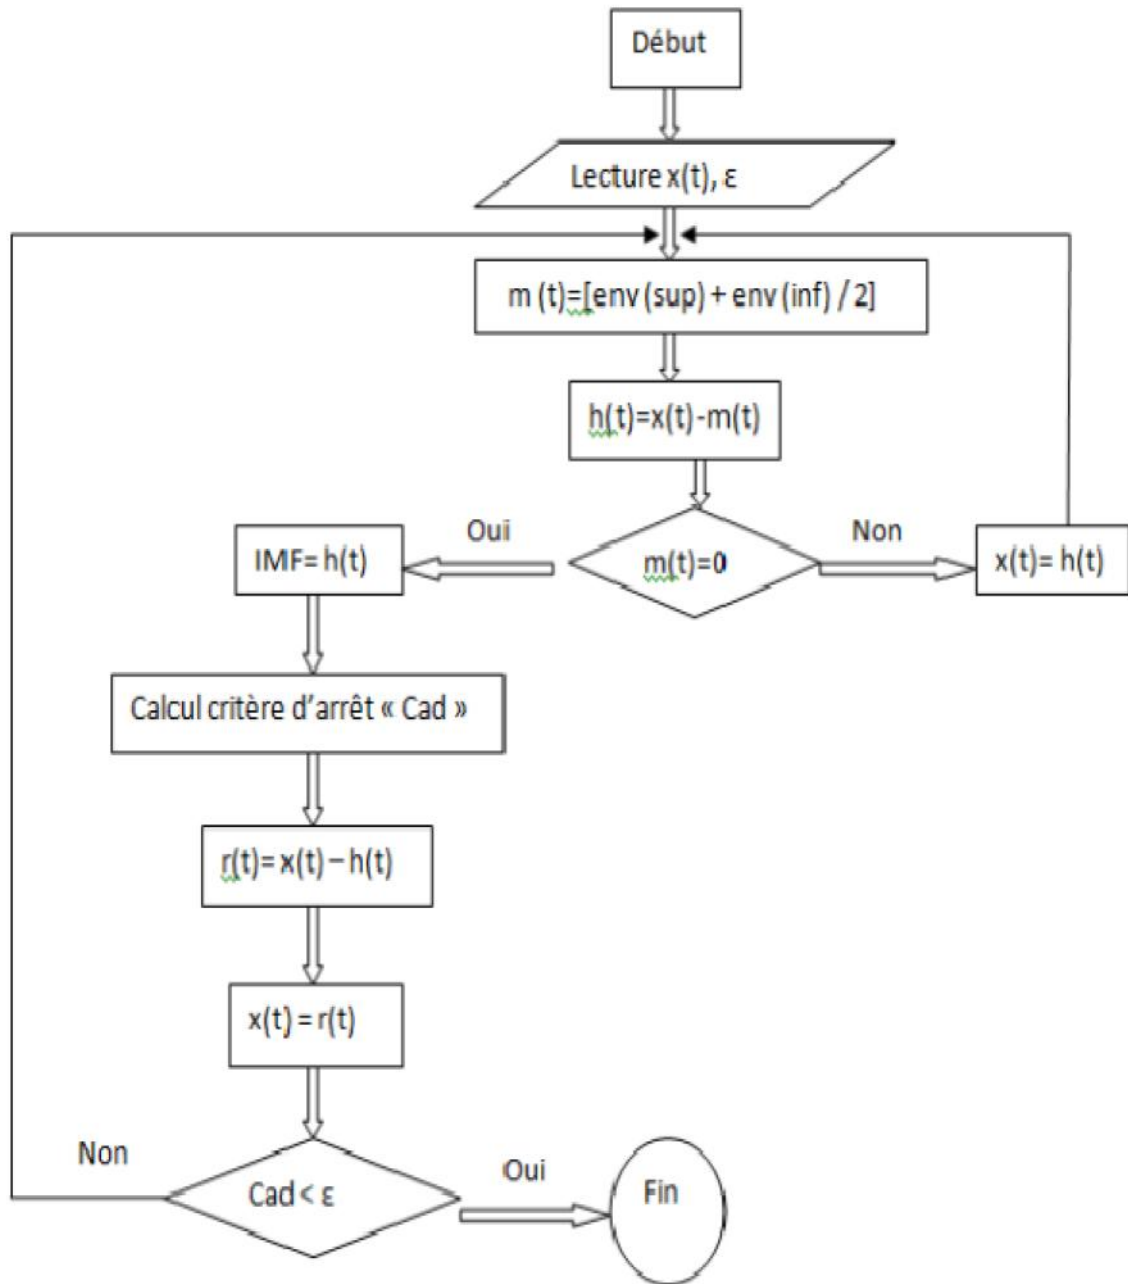 Début
Lecture x(t), ε
m (t)=[env (sup) + env (inf) / 2]
h(t)=x(t) -m(t)
Oui
Non
IMF= h(t)
m(t)=0
x(t)= h(t)
Calcul critère d'arrêt « Cad »
r(t)= x(t) – h(t)
x(t) = r(t)
Non
Oui
Cad < ε
Fin